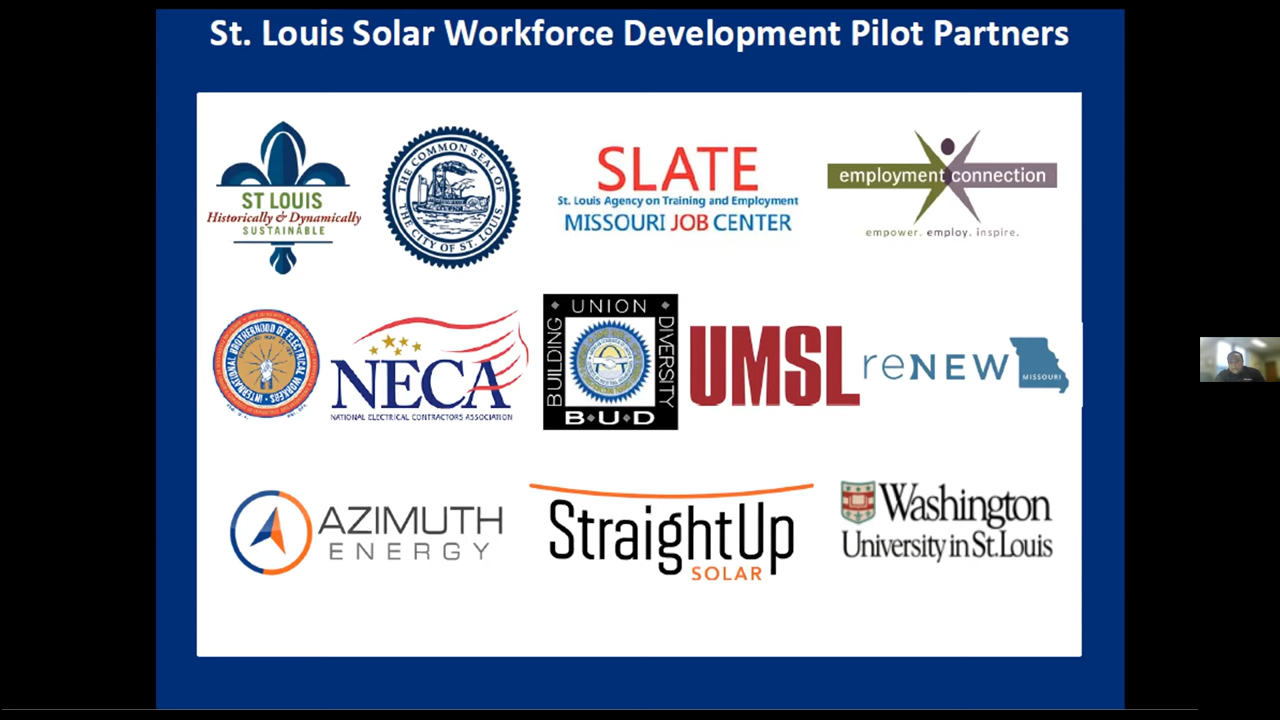 St. Louis Solar Workforce Development Pilot Partners
ST LOUIS
Historically & Dynamically
SUSTAINABLE
THE COMMON SEAL OF
THE CITY OF ST. LOUIS.
SLATE
St. Louis Agency on Training and Employment
MISSOURI JOB CENTER
employment connection
empower. employ. inspire.
INTERNATIONAL BROTHERHOOD OF ELECTRICAL WORKERS
NECA
NATIONAL ELECTRICAL CONTRACTORS ASSOCIATION
BUILDING
UNION
DIVERSITY
B·U·D
UMSL
reNEW
MISSOURI
AZIMUTH
ENERGY
StraightUp
SOLAR
Washington
University in St. Louis